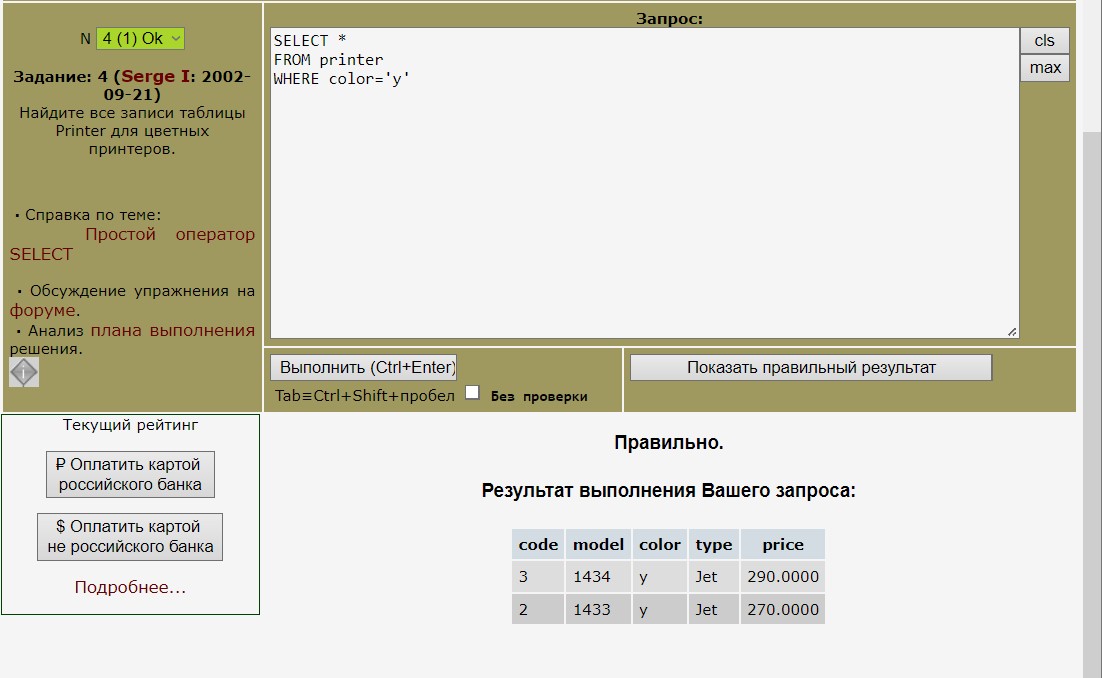 N 4 (1) Ok
Задание: 4 (Serge I: 2002-
09-21)
Найдите все записи таблицы
Printer для цветных
принтеров.
• Справка по теме:
Простой оператор
SELECT
• Обсуждение упражнения на
форуме.
• Анализ плана выполнения
решения.
Запрос:
SELECT *
FROM printer
WHERE color='y'
cls
max
Выполнить (Ctrl+Enter)
Tab≡Ctrl+Shift+пробел Без проверки
Показать правильный результат
Текущий рейтинг
₽ Оплатить картой
российского банка
$ Оплатить картой
не российского банка
Подробнее...
Правильно.
Результат выполнения Вашего запроса:
code model color type price
3 1434 y Jet 290.0000
2 1433 y Jet 270.0000